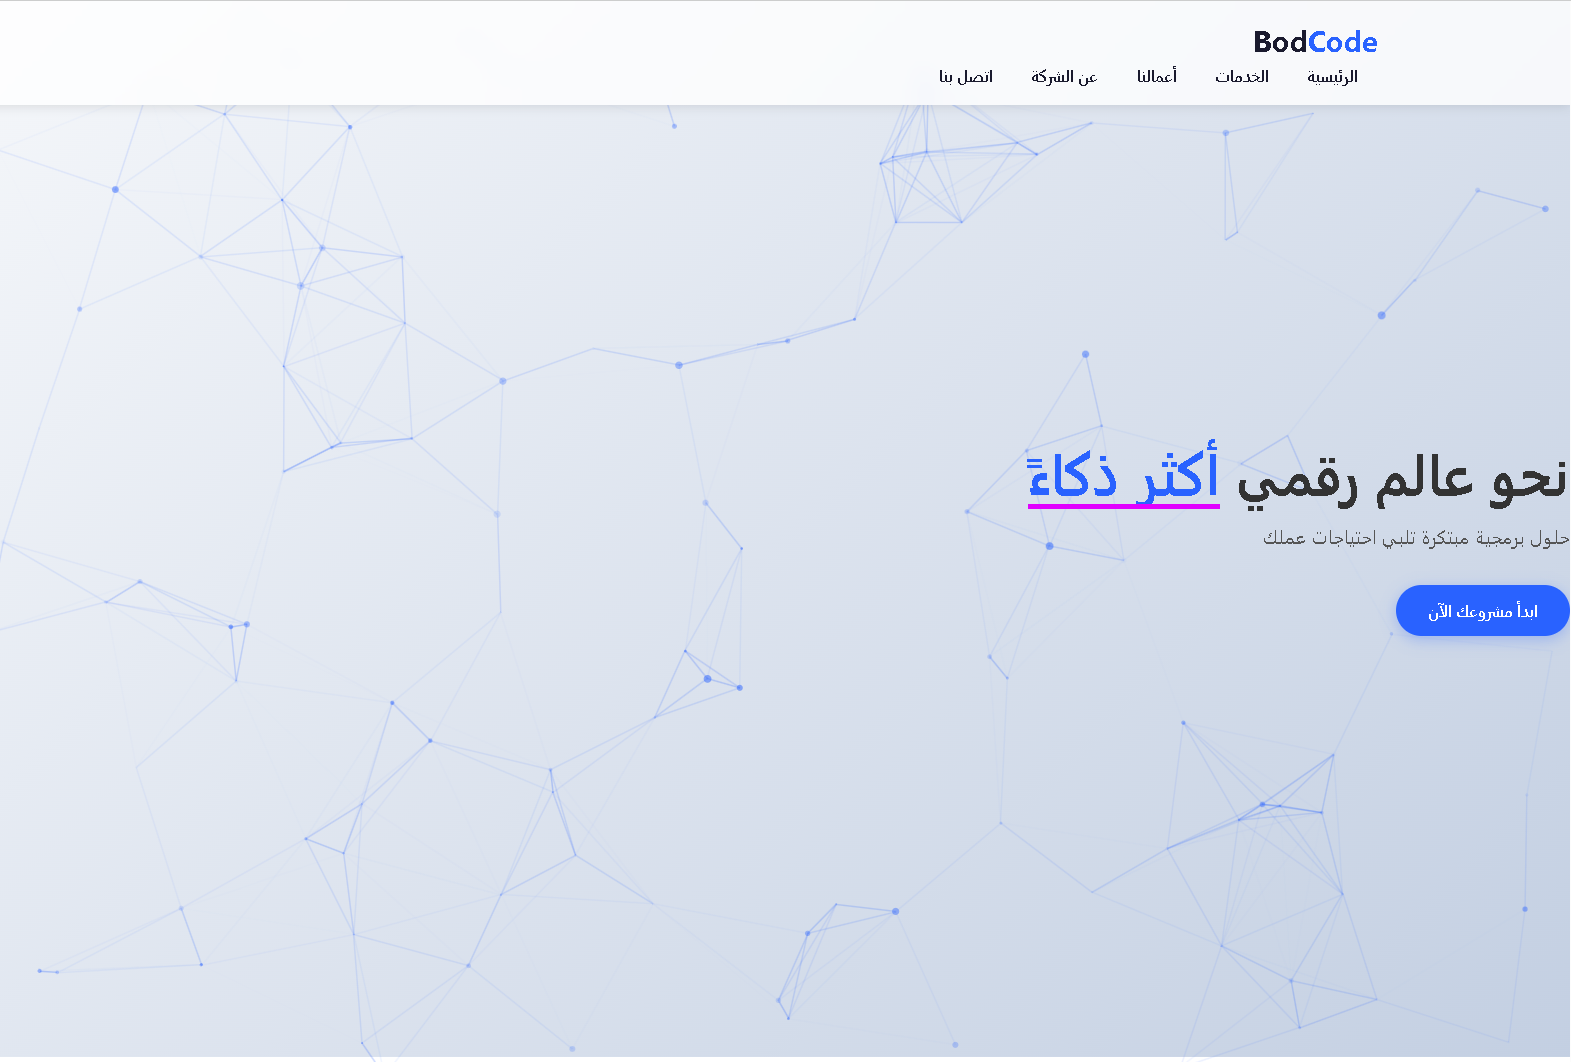 BodCode
الرئيسية الخدمات أعمالنا عن الشركة اتصل بنا
نحو عالم رقمي أكثر ذكاءً
حلول برمجية مبتكرة تلبي احتياجات عملك
ابدأ مشروعك الآن